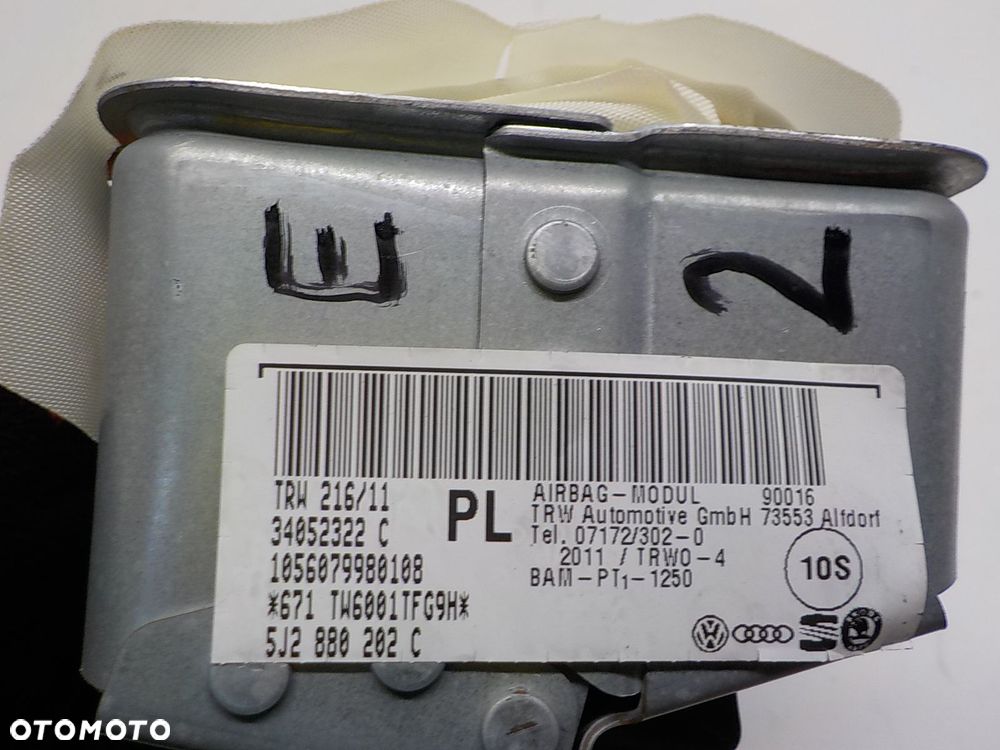 E 2
TRW 216/11
34052322 C
1056079980108
*671 TW6001TFG9H*
5J2 880 202 C
PL
AIRBAG-MODUL 90016
TRW Automotive GmbH 73553 Alfdorf
Tel. 07172/302-0
2011 / TRWO-4
BAM-PT1-1250
10S
OTOMOTO